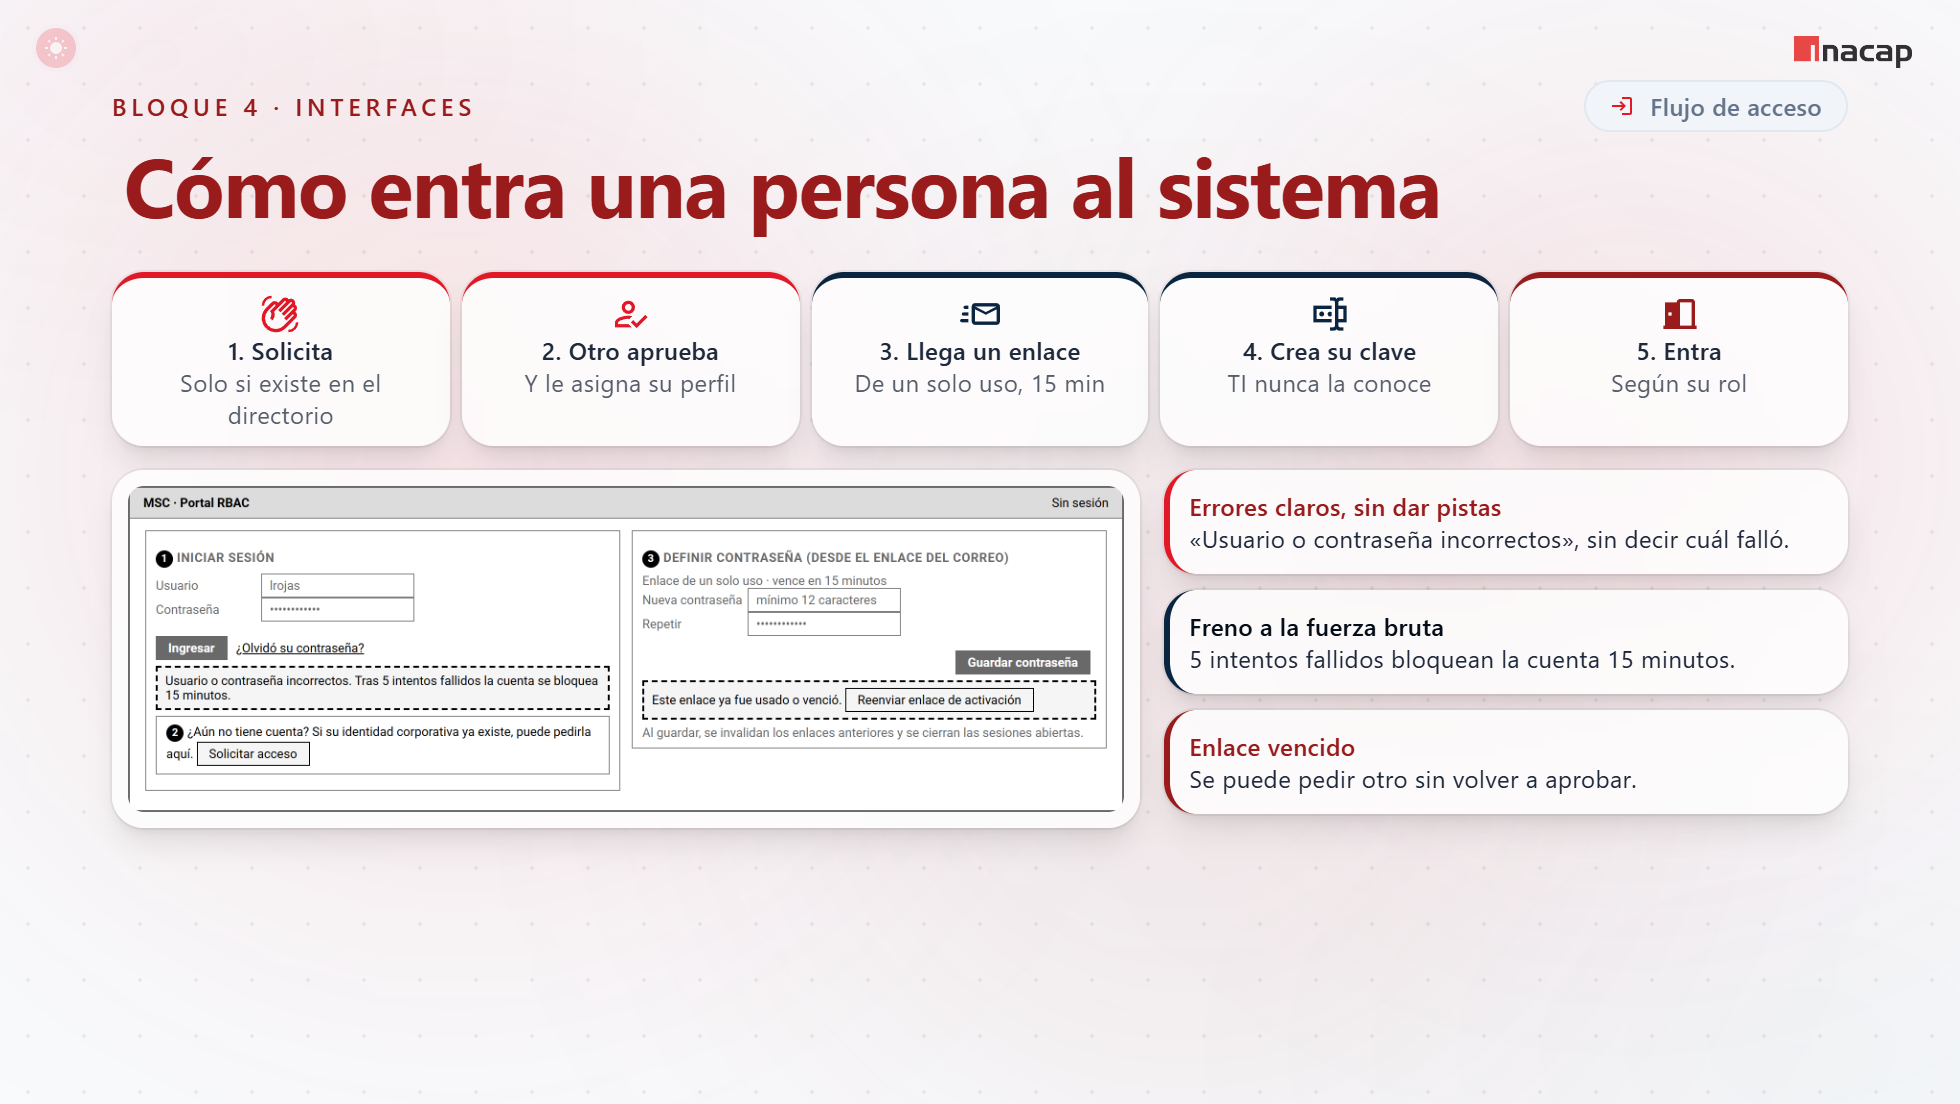 inacap
BLOQUE 4 · INTERFACES
Flujo de acceso
Cómo entra una persona al sistema
1. Solicita
Solo si existe en el
directorio
2. Otro aprueba
Y le asigna su perfil
3. Llega un enlace
De un solo uso, 15 min
4. Crea su clave
TI nunca la conoce
5. Entra
Según su rol
MSC · Portal RBAC
Sin sesión
1 INICIAR SESIÓN
Usuario
lrojas
Contraseña
••••••••••••
Ingresar
¿Olvidó su contraseña?
Usuario o contraseña incorrectos. Tras 5 intentos fallidos la cuenta se bloquea
15 minutos.
2 ¿Aún no tiene cuenta? Si su identidad corporativa ya existe, puede pedirla
aquí. Solicitar acceso
3 DEFINIR CONTRASEÑA (DESDE EL ENLACE DEL CORREO)
Enlace de un solo uso · vence en 15 minutos
Nueva contraseña
mínimo 12 caracteres
Repetir
••••••••••••
Guardar contraseña
Este enlace ya fue usado o venció. Reenviar enlace de activación
Al guardar, se invalidan los enlaces anteriores y se cierran las sesiones abiertas.
Errores claros, sin dar pistas
«Usuario o contraseña incorrectos», sin decir cuál falló.
Freno a la fuerza bruta
5 intentos fallidos bloquean la cuenta 15 minutos.
Enlace vencido
Se puede pedir otro sin volver a aprobar.